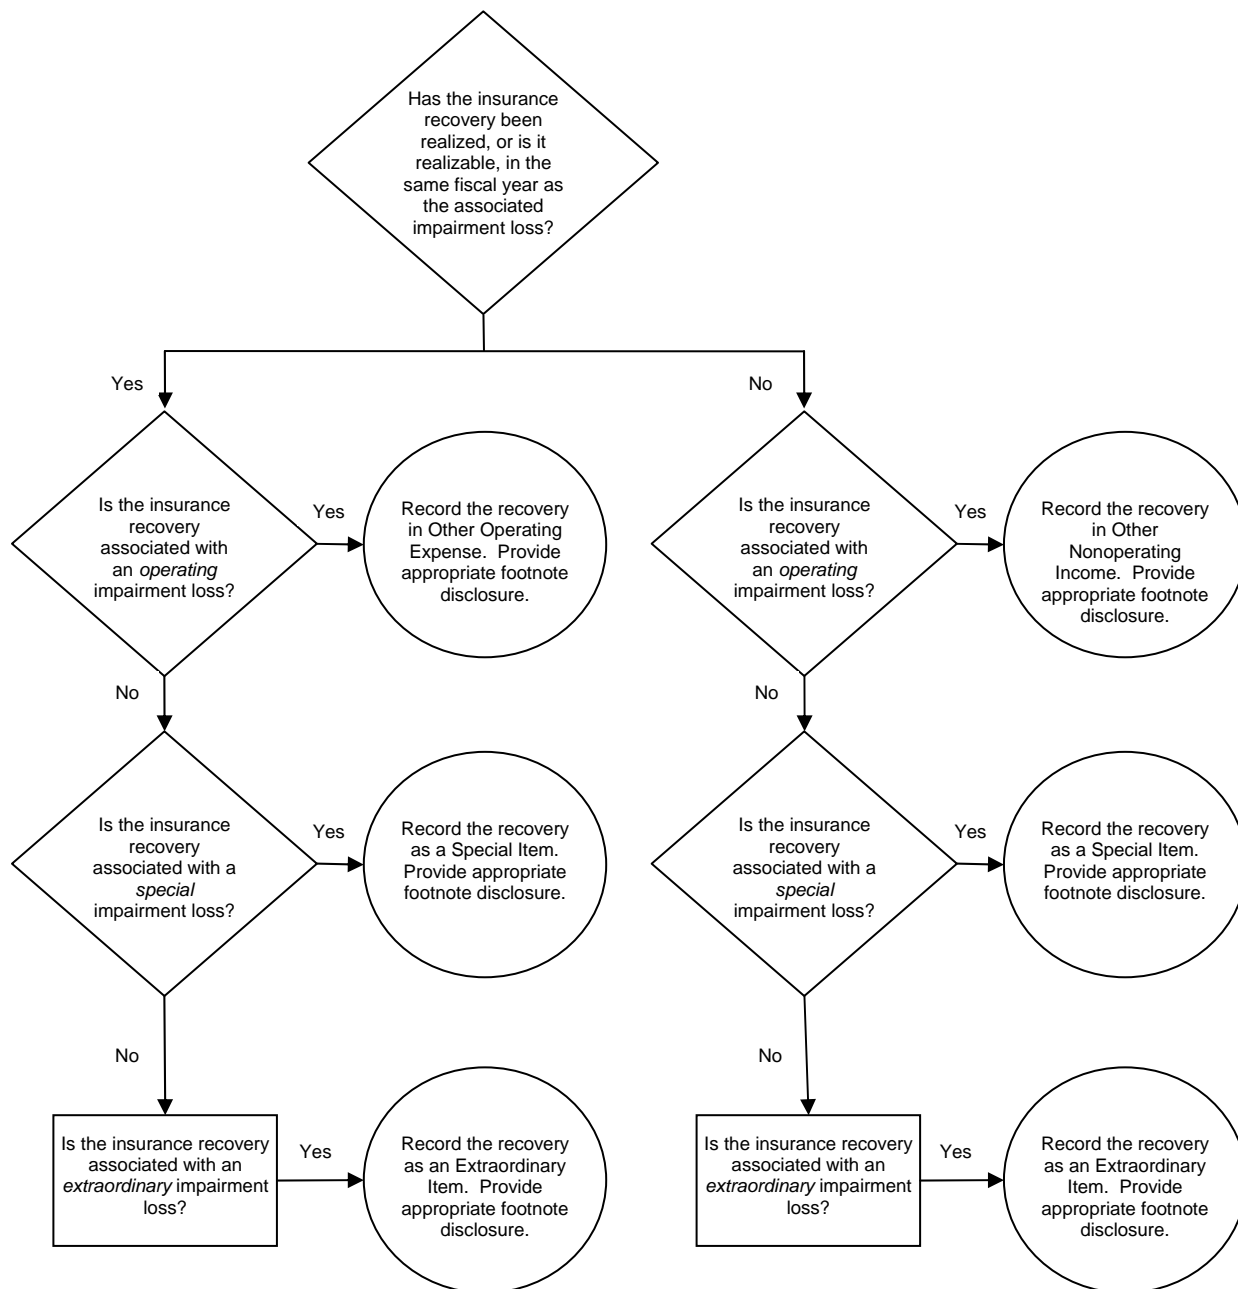 Has the insurance
recovery been
realized, or is it
realizable, in the
same fiscal year as
the associated
impairment loss?
Yes
No
Is the insurance
recovery
associated with
an operating
impairment loss?
Yes
Record the recovery
in Other Operating
Expense. Provide
appropriate footnote
disclosure.
Is the insurance
recovery
associated with
an operating
impairment loss?
Yes
Record the recovery
in Other
Nonoperating
Income. Provide
appropriate footnote
disclosure.
No
No
Is the insurance
recovery
associated with a
special
impairment loss?
Yes
Record the recovery
as a Special Item.
Provide appropriate
footnote disclosure.
Is the insurance
recovery
associated with a
special
impairment loss?
Yes
Record the recovery
as a Special Item.
Provide appropriate
footnote disclosure.
No
No
Is the insurance recovery
associated with an
extraordinary impairment
loss?
Yes
Record the recovery
as an Extraordinary
Item. Provide
appropriate footnote
disclosure.
Is the insurance recovery
associated with an
extraordinary impairment
loss?
Yes
Record the recovery
as an Extraordinary
Item. Provide
appropriate footnote
disclosure.